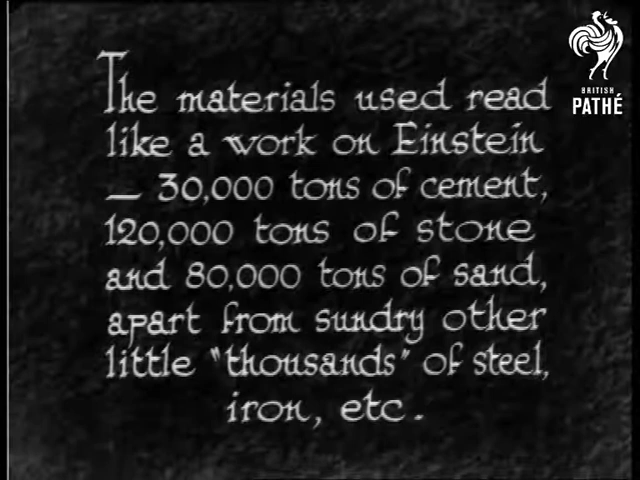 The materials used read
like a work on Einstein
— 30,000 tons of cement,
120,000 tons of stone
and 80,000 tons of sand,
apart from sundry other
little "thousands" of steel,
iron, etc.
BRITISH
PATHÉ